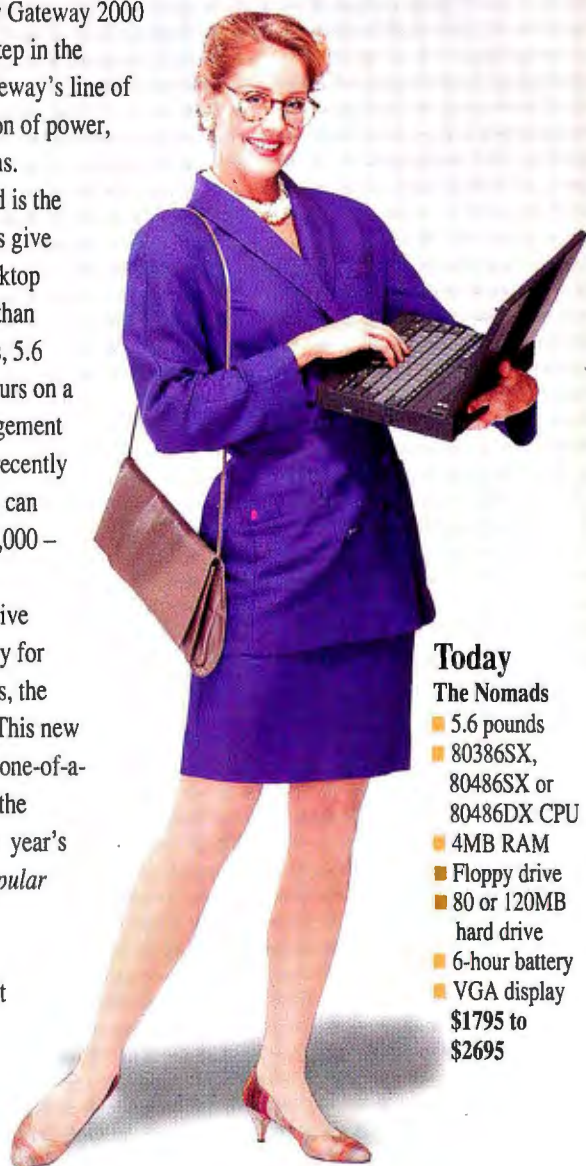 Gateway 2000
tep in the
eway's line of
on of power,
ns.
d is the
s give
ktop
than
s, 5.6
urs on a
gement
recently
can
,000 –
ive
y for
s, the
This new
one-of-a-
the
year's
pular
t
Today
The Nomads
5.6 pounds
80386SX,
80486SX or
80486DX CPU
4MB RAM
Floppy drive
80 or 120MB
hard drive
6-hour battery
VGA display
$1795 to
$2695